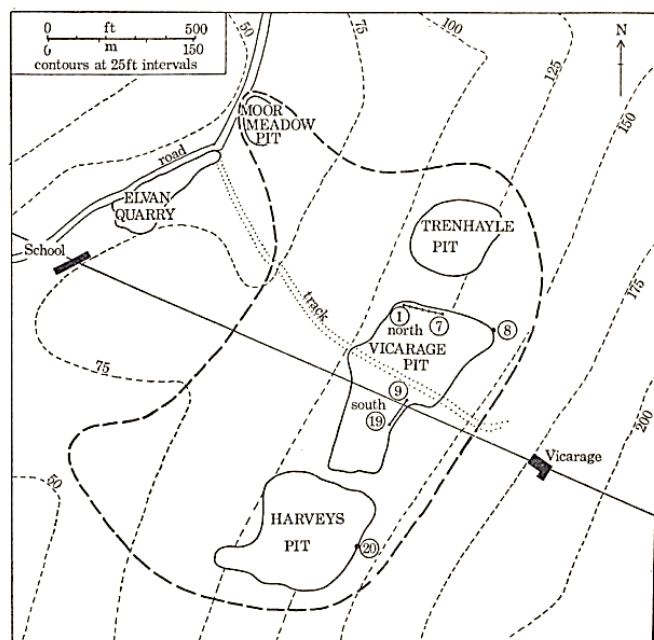 0 ft 500
0 m 150
contours at 25ft intervals
50
75
100
125
150
175
200
N
MOOR
MEADOW
PIT
road
ELVAN
QUARRY
School
TRENHAYLE
PIT
track
1
7
8
north
VICARAGE
PIT
9
south
19
75
Vicarage
50
HARVEYS
PIT
20